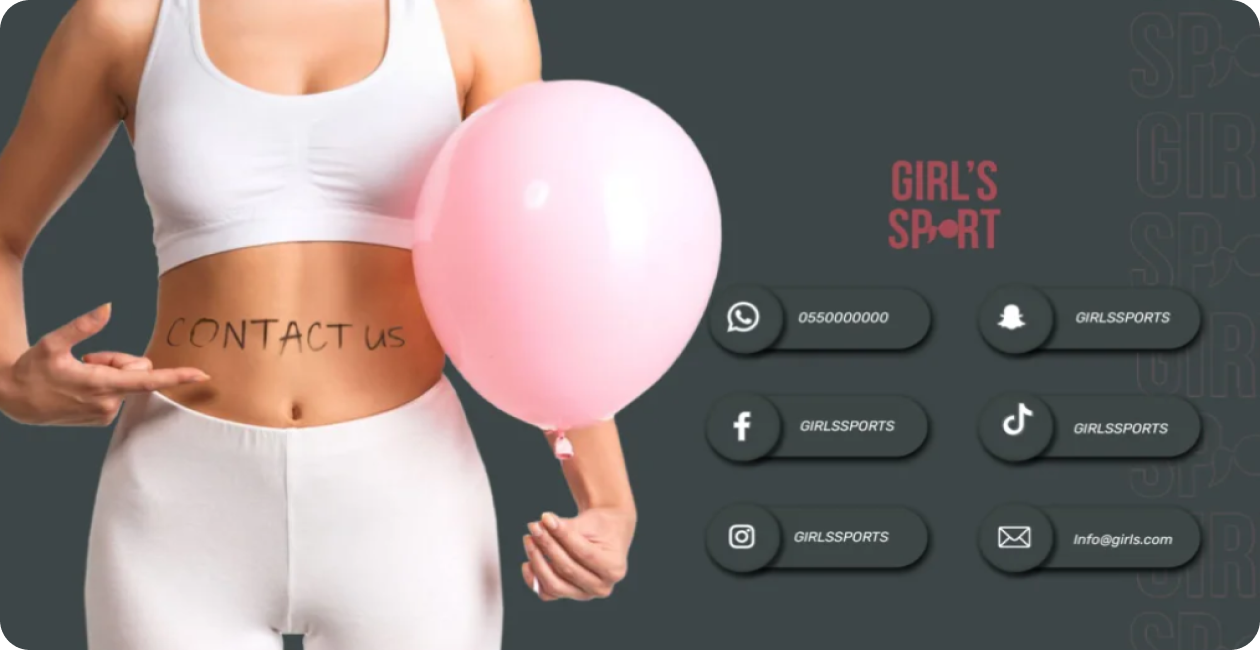 CONTACT US
GIRL'S
SPORT
0550000000
GIRLSSPORTS
GIRLSSPORTS
GIRLSSPORTS
GIRLSSPORTS
Info@girls.com
SP
GIR
SP
GIR
SP
GIR
SP